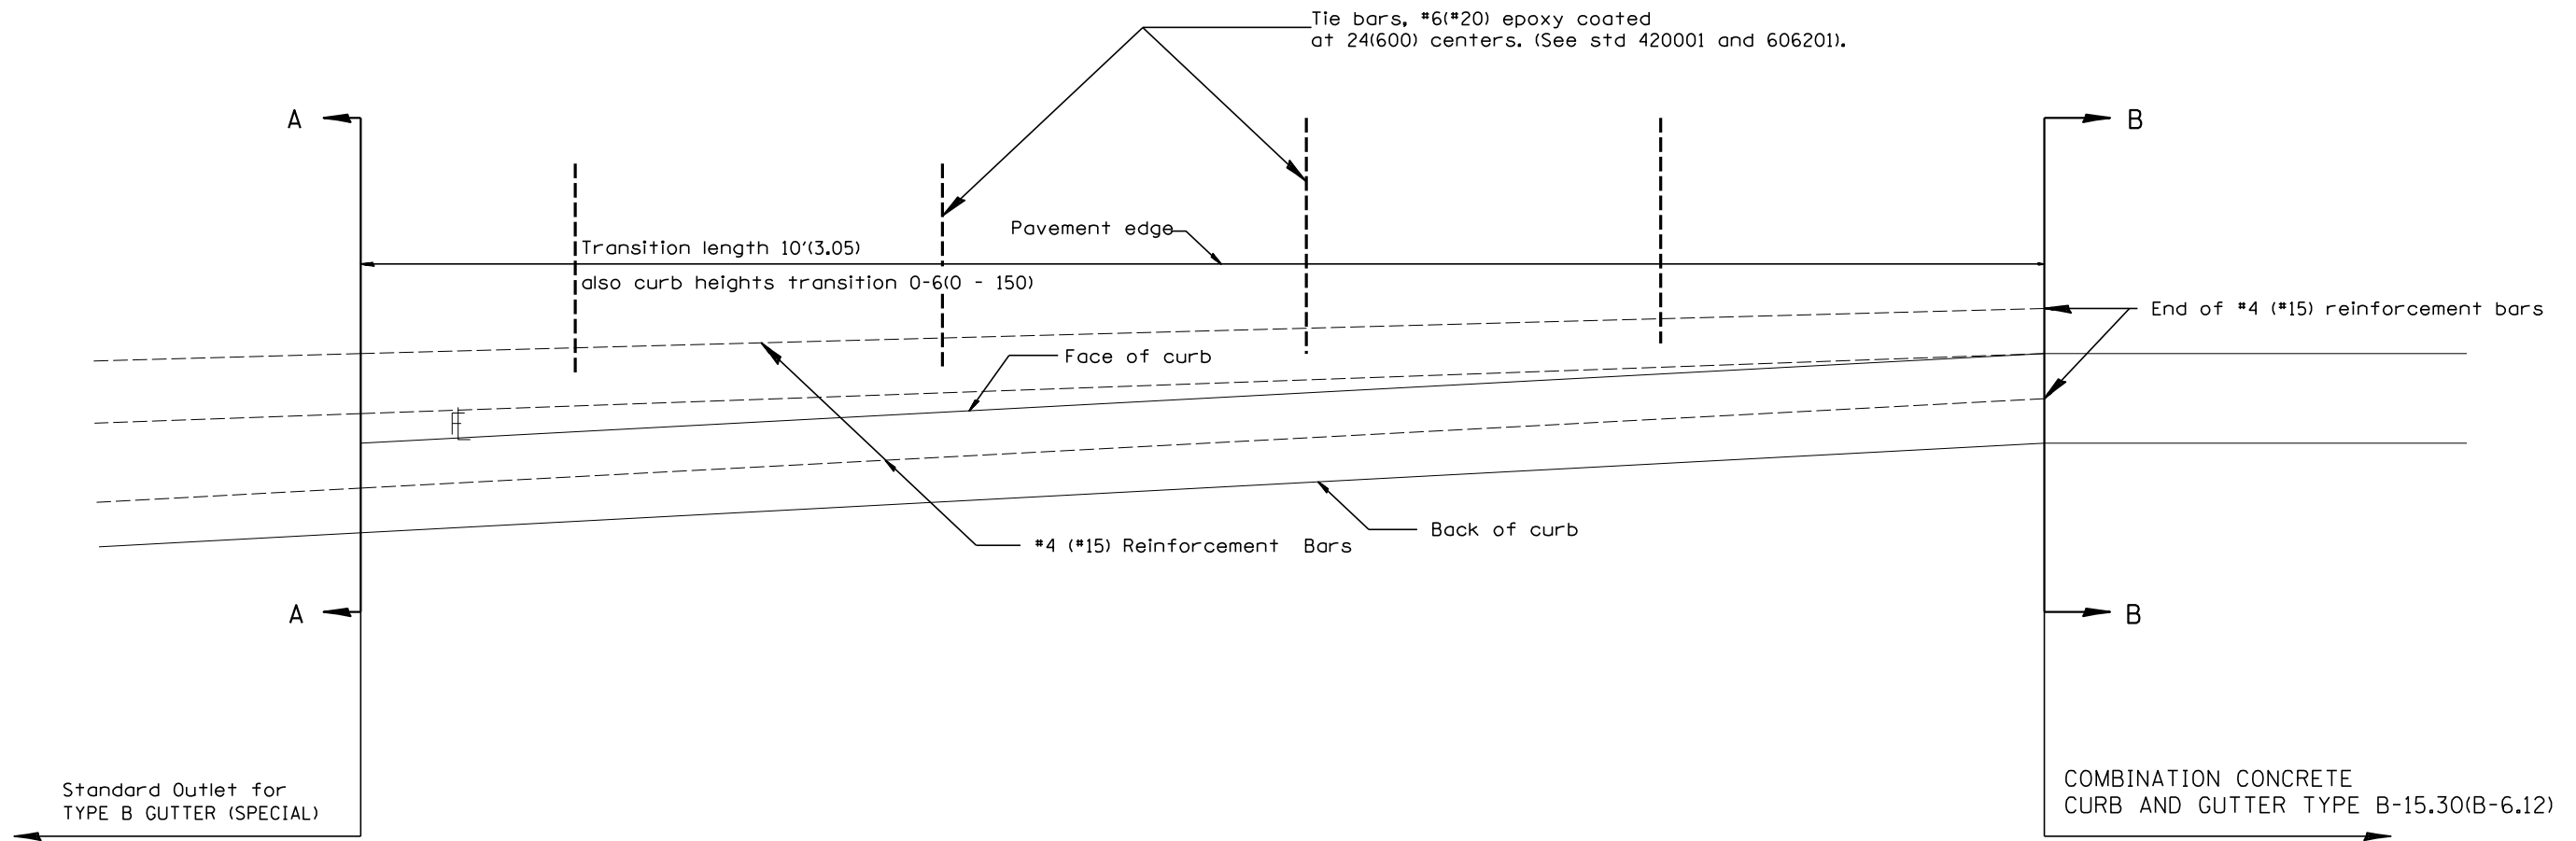 Tie bars, #6(#20) epoxy coated
at 24(600) centers. (See std 420001 and 606201).
A
B
Pavement edge
Transition length 10'(3.05)
also curb heights transition 0-6(0 - 150)
End of #4 (#15) reinforcement bars
Face of curb
Back of curb
#4 (#15) Reinforcement Bars
A
B
Standard Outlet for
TYPE B GUTTER (SPECIAL)
COMBINATION CONCRETE
CURB AND GUTTER TYPE B-15.30(B-6.12)